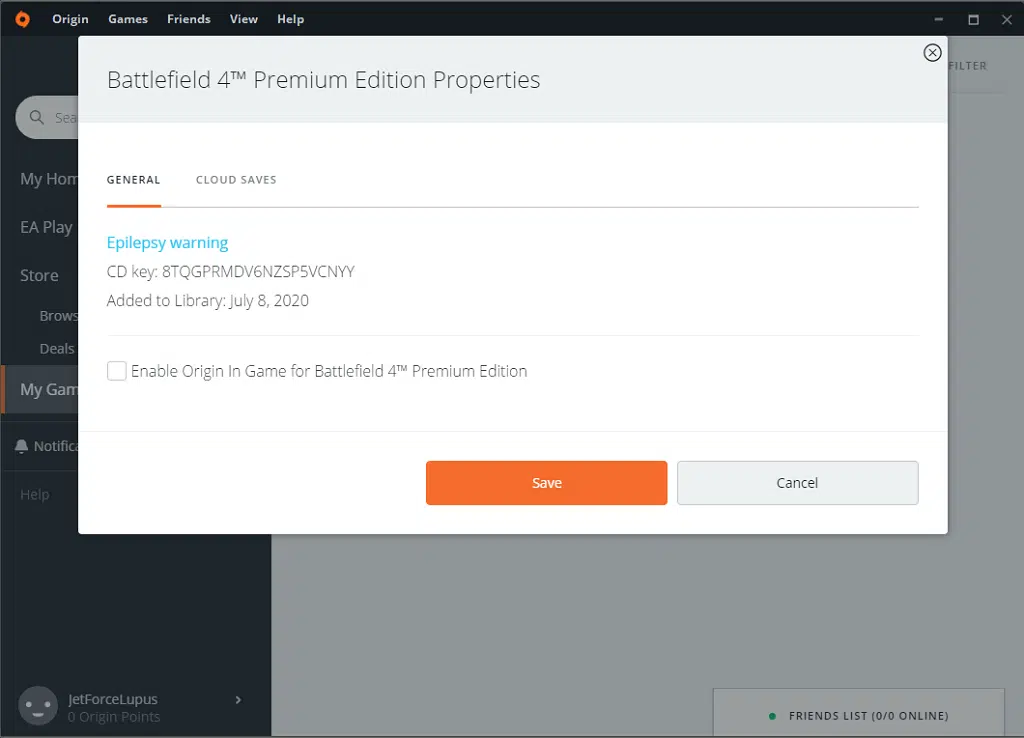 Origin Games Friends View Help
Battlefield 4™ Premium Edition Properties
FILTER
Sea
My Hom
EA Play
Store
Brows
Deals
My Gam
Notifica
Help
GENERAL CLOUD SAVES
Epilepsy warning
CD key: 8TQGPRMDV6NZSP5VCNYY
Added to Library: July 8, 2020
Enable Origin In Game for Battlefield 4™ Premium Edition
Save Cancel
JetForceLupus
0 Origin Points
FRIENDS LIST (0/0 ONLINE)